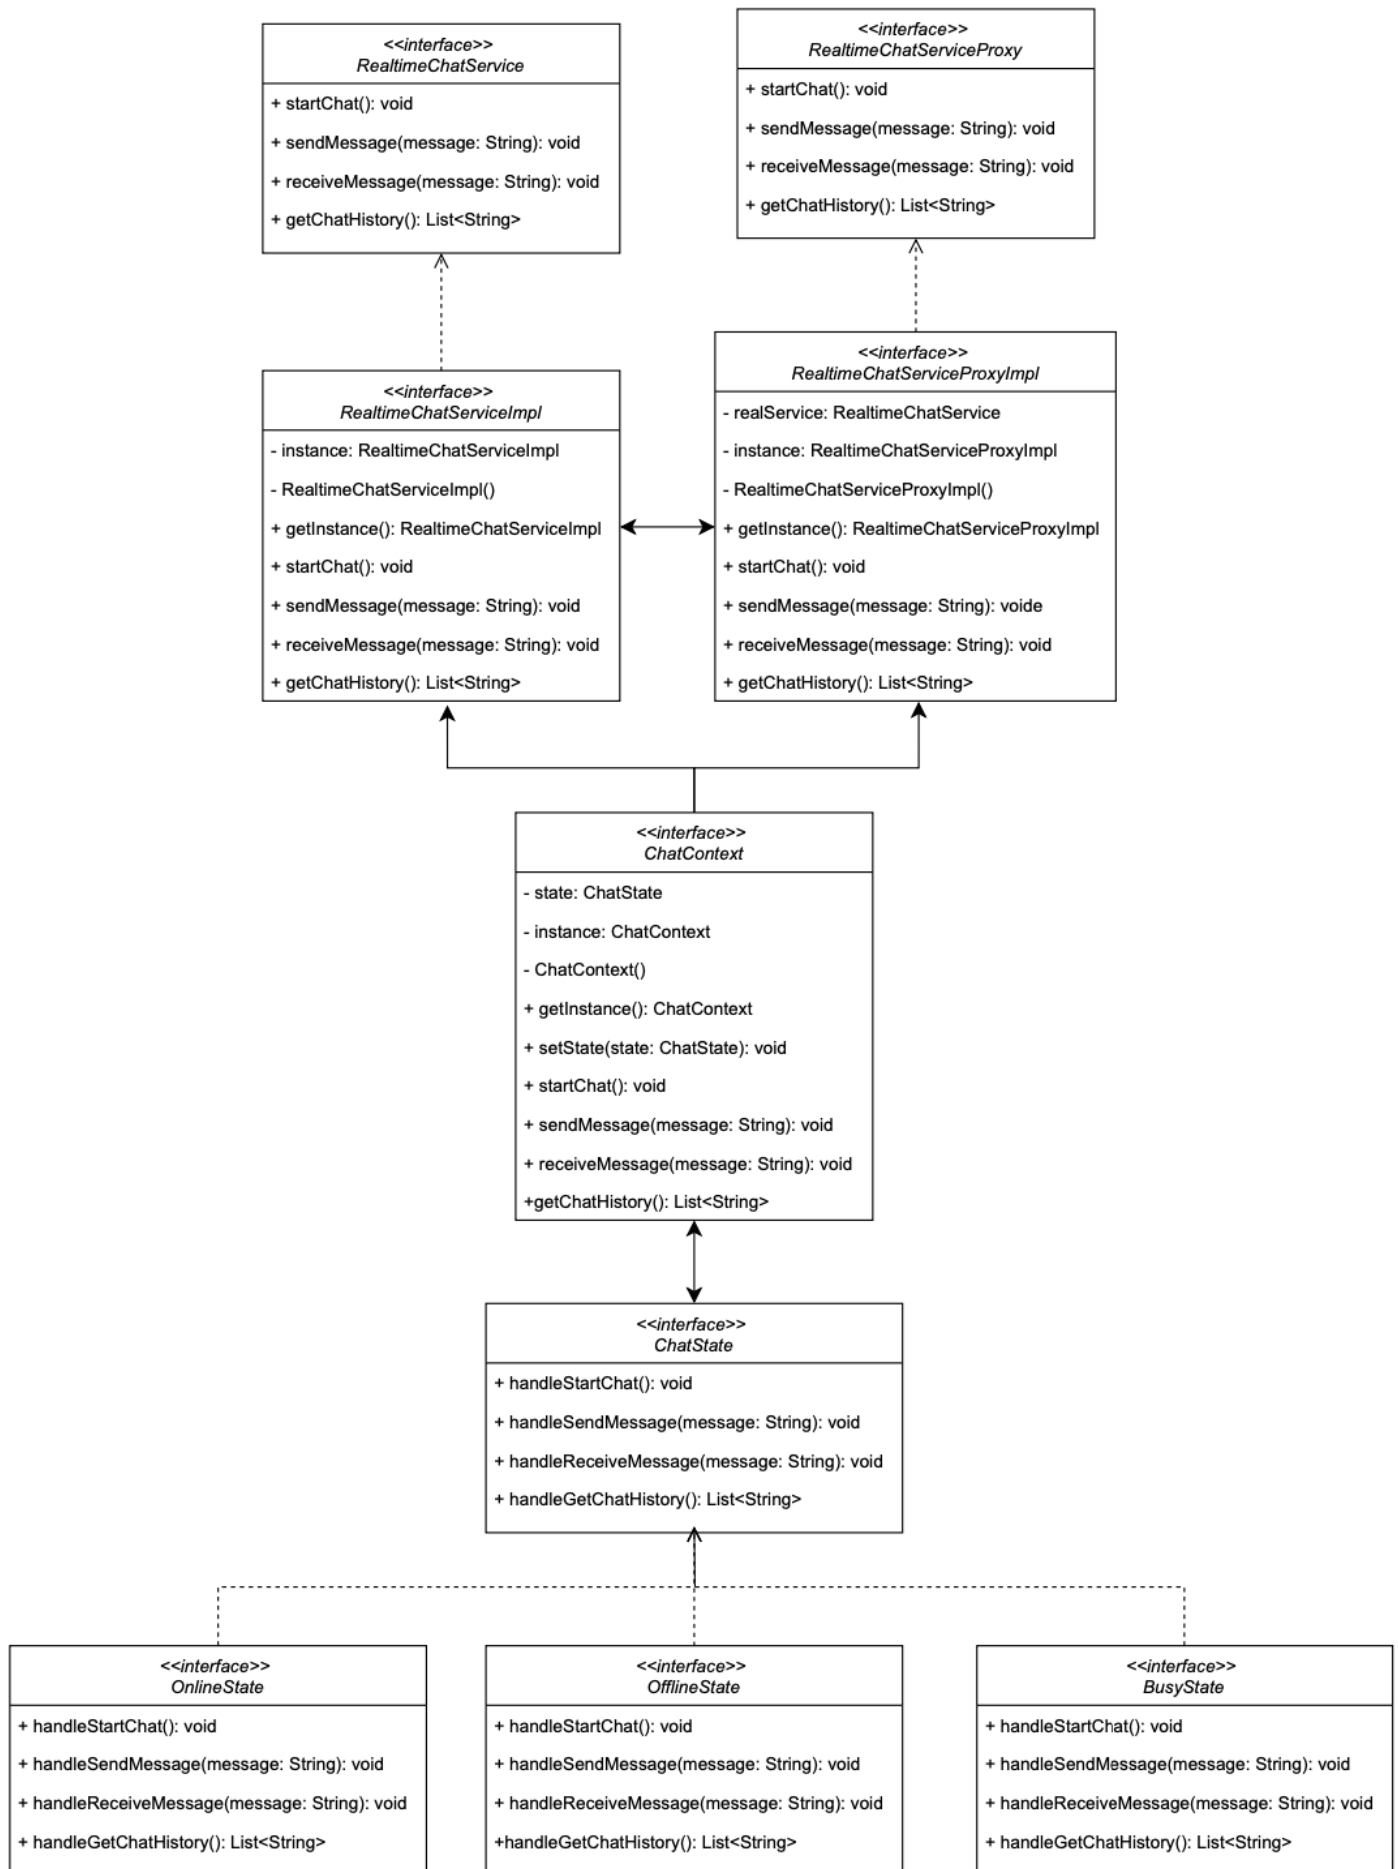 <<interface>>
RealtimeChatService
+ startChat(): void
+ sendMessage(message: String): void
+ receiveMessage(message: String): void
+ getChatHistory(): List<String>
<<interface>>
RealtimeChatServiceProxy
+ startChat(): void
+ sendMessage(message: String): void
+ receiveMessage(message: String): void
+ getChatHistory(): List<String>
<<interface>>
RealtimeChatServiceImpl
- instance: RealtimeChatServiceImpl
- RealtimeChatServiceImpl()
+ getInstance(): RealtimeChatServiceImpl
+ startChat(): void
+ sendMessage(message: String): void
+ receiveMessage(message: String): void
+ getChatHistory(): List<String>
<<interface>>
RealtimeChatServiceProxyImpl
- realService: RealtimeChatService
- instance: RealtimeChatServiceProxyImpl
- RealtimeChatServiceProxyImpl()
+ getInstance(): RealtimeChatServiceProxyImpl
+ startChat(): void
+ sendMessage(message: String): voide
+ receiveMessage(message: String): void
+ getChatHistory(): List<String>
<<interface>>
ChatContext
- state: ChatState
- instance: ChatContext
- ChatContext()
+ getInstance(): ChatContext
+ setState(state: ChatState): void
+ startChat(): void
+ sendMessage(message: String): void
+ receiveMessage(message: String): void
+getChatHistory(): List<String>
<<interface>>
ChatState
+ handleStartChat(): void
+ handleSendMessage(message: String): void
+ handleReceiveMessage(message: String): void
+ handleGetChatHistory(): List<String>
<<interface>>
OnlineState
+ handleStartChat(): void
+ handleSendMessage(message: String): void
+ handleReceiveMessage(message: String): void
+ handleGetChatHistory(): List<String>
<<interface>>
OfflineState
+ handleStartChat(): void
+ handleSendMessage(message: String): void
+ handleReceiveMessage(message: String): void
+handleGetChatHistory(): List<String>
<<interface>>
BusyState
+ handleStartChat(): void
+ handleSendMessage(message: String): void
+ handleReceiveMessage(message: String): void
+ handleGetChatHistory(): List<String>